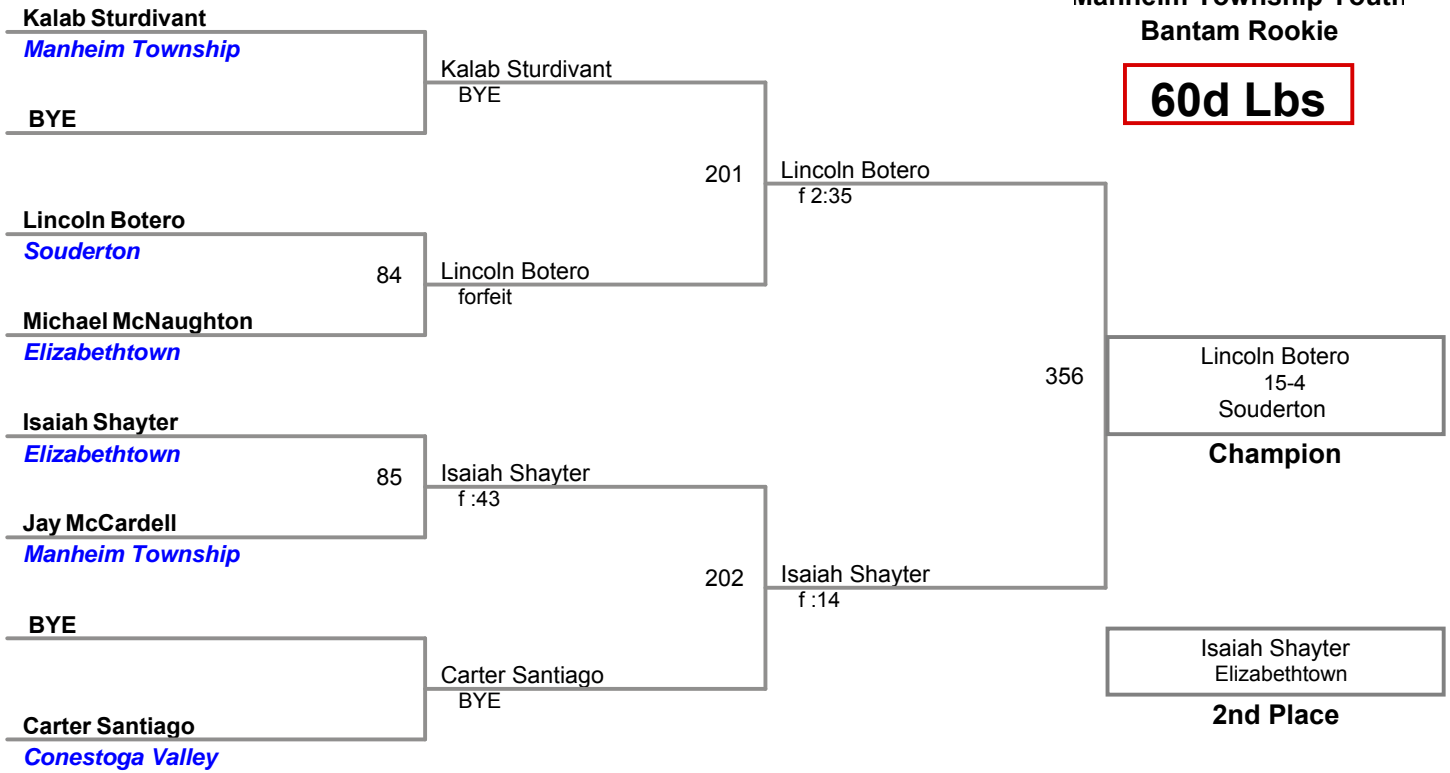 Manheim Township Youth
Bantam Rookie
60d Lbs
Kalab Sturdivant
Manheim Township
BYE
Lincoln Botero
Souderton
Michael McNaughton
Elizabethtown
Isaiah Shayter
Elizabethtown
Jay McCardell
Manheim Township
BYE
Carter Santiago
Conestoga Valley
Kalab Sturdivant
BYE
84
Lincoln Botero
forfeit
85
Isaiah Shayter
f :43
Carter Santiago
BYE
201
Lincoln Botero
f 2:35
202
Isaiah Shayter
f :14
356
Lincoln Botero
15-4
Souderton
Champion
Isaiah Shayter
Elizabethtown
2nd Place